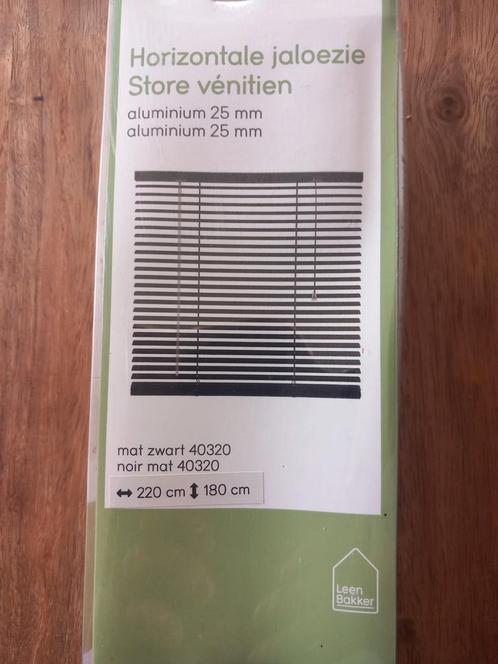 Horizontale jaloezie
Store vénitien
aluminium 25 mm
aluminium 25 mm
mat zwart 40320
noir mat 40320
↔ 220 cm ↕ 180 cm
Leen
Bakker